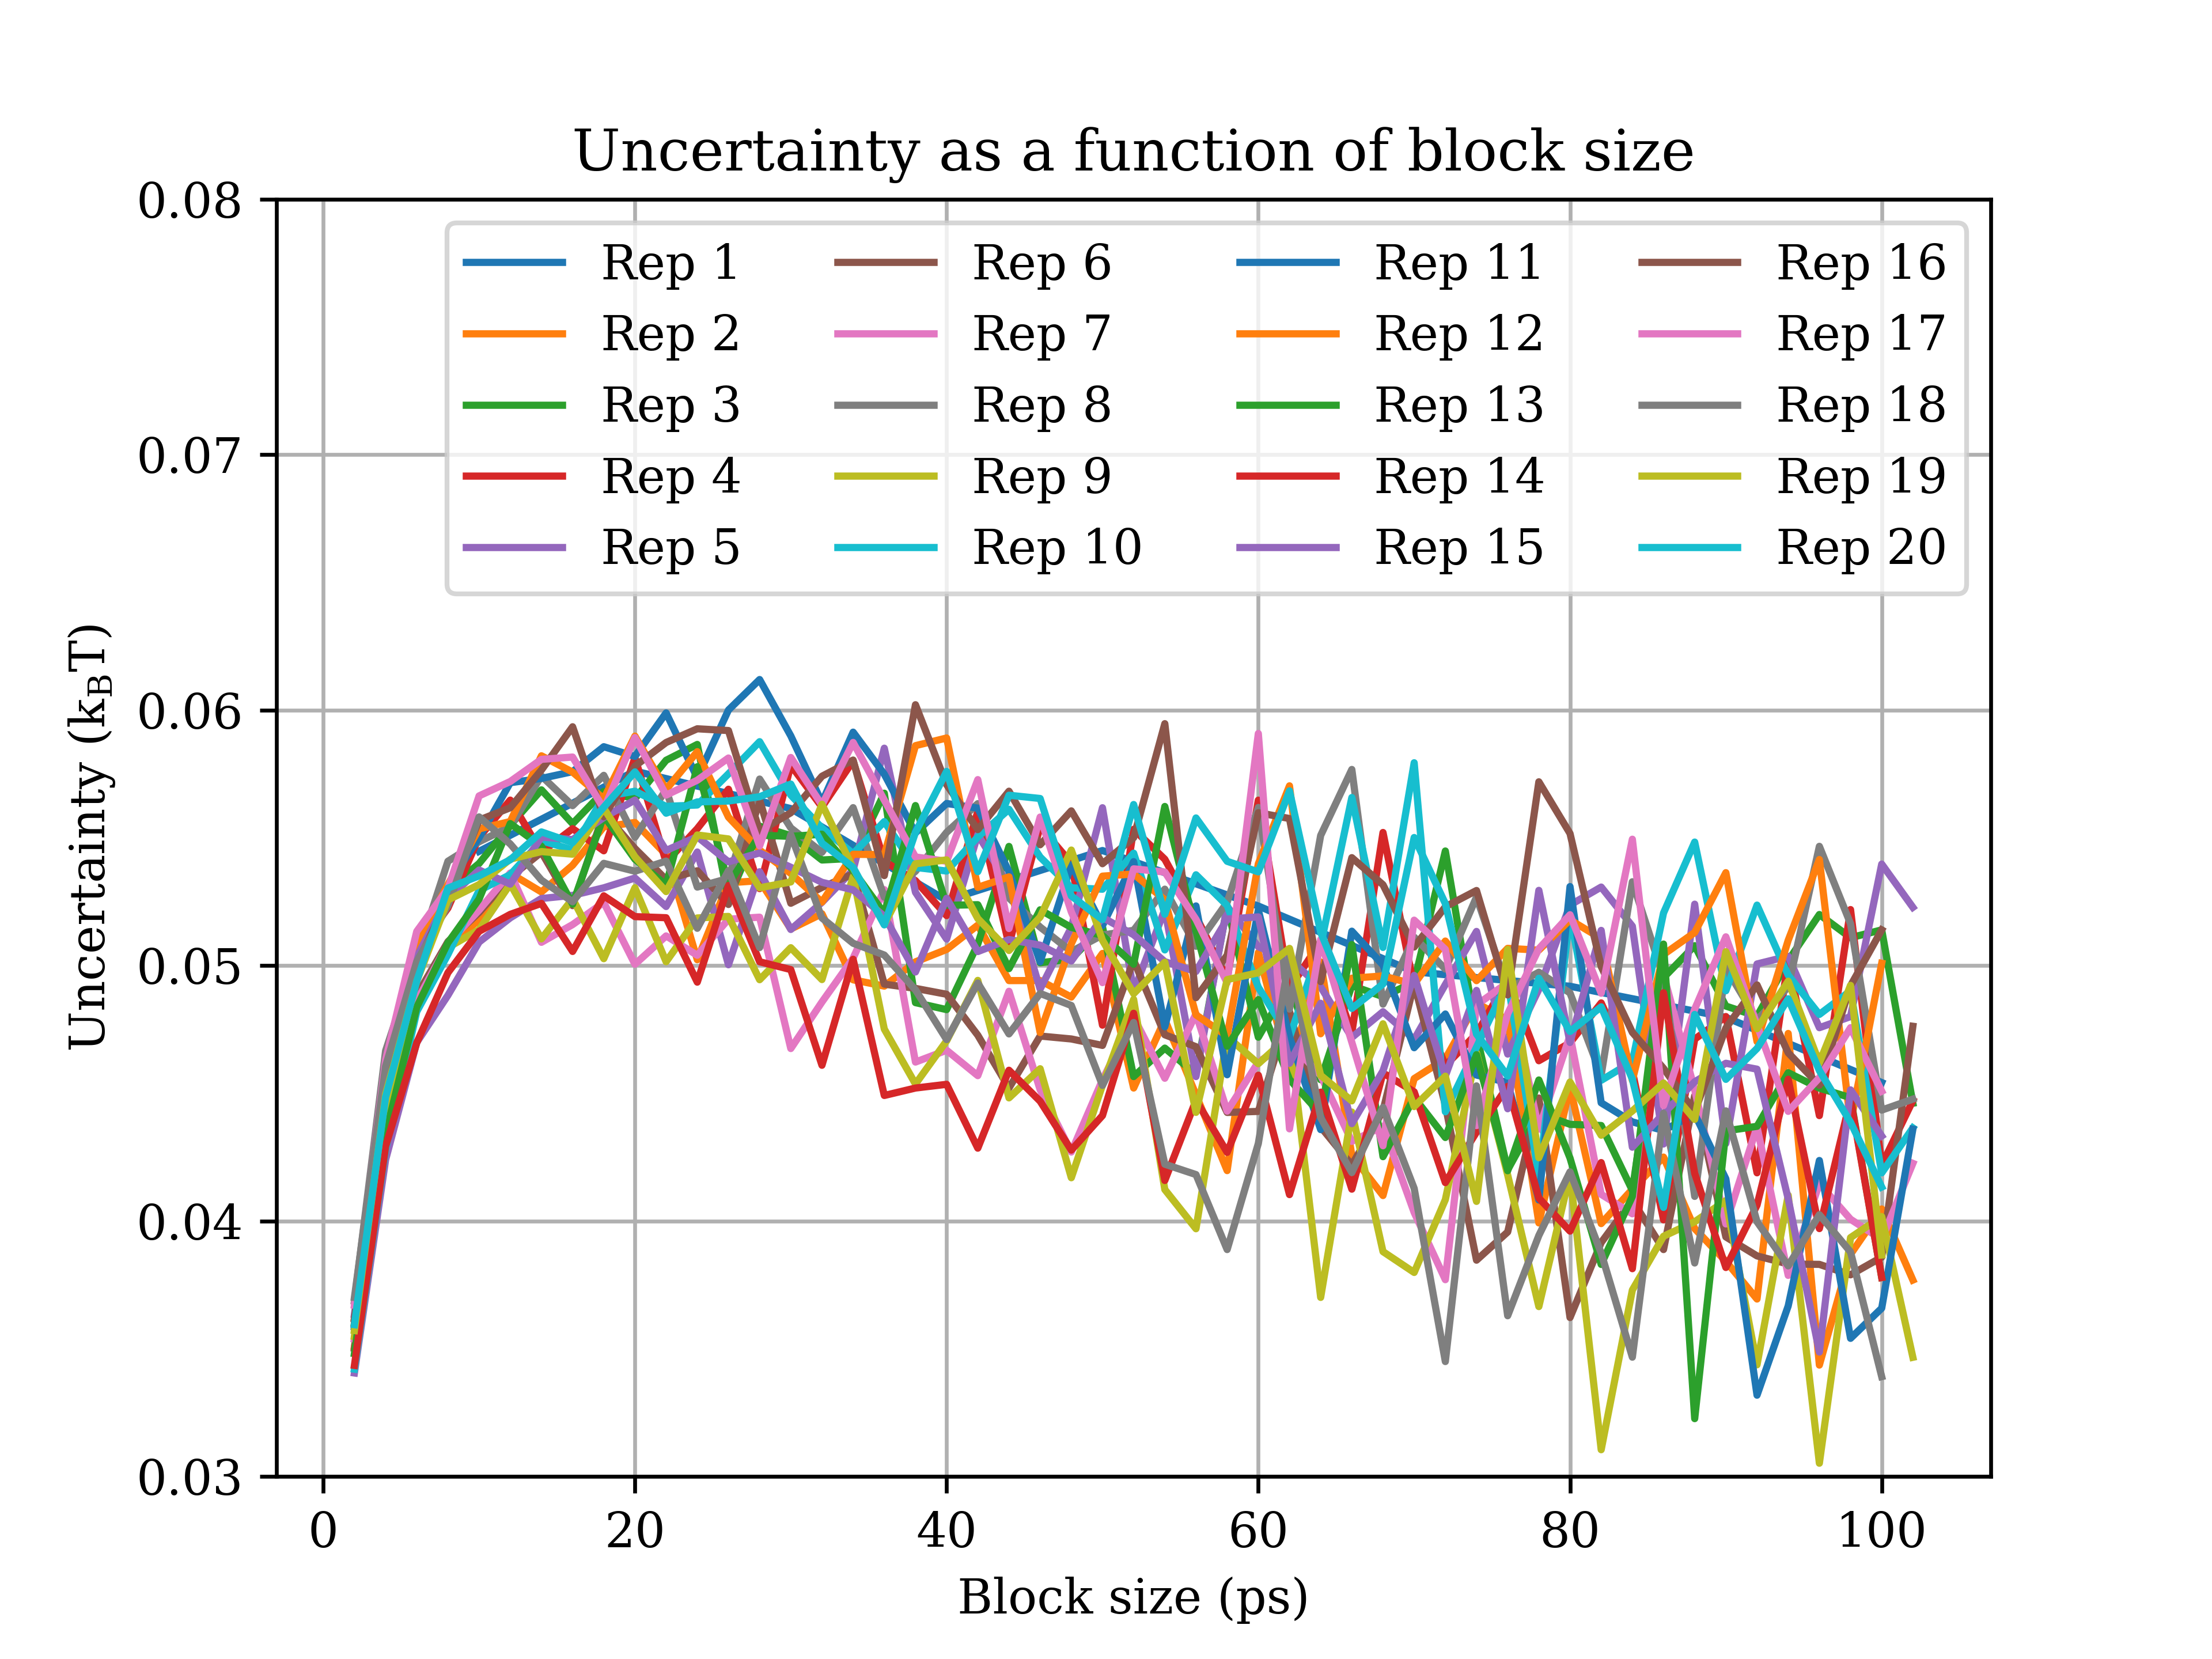 Uncertainty as a function of block size
0.08
0.07
0.06
0.05
0.04
0.03
Uncertainty (kBT)
Rep 1
Rep 2
Rep 3
Rep 4
Rep 5
Rep 6
Rep 7
Rep 8
Rep 9
Rep 10
Rep 11
Rep 12
Rep 13
Rep 14
Rep 15
Rep 16
Rep 17
Rep 18
Rep 19
Rep 20
0 20 40 60 80 100
Block size (ps)